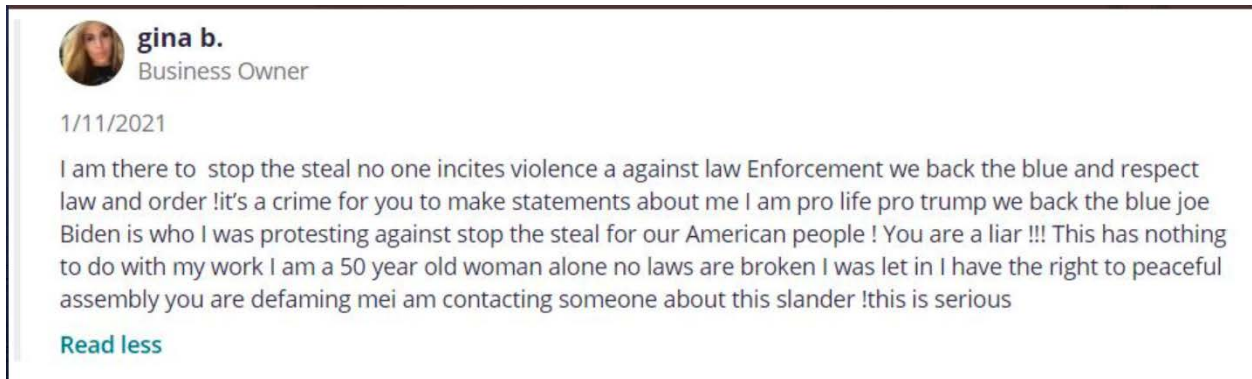 gina b.
Business Owner
1/11/2021
I am there to  stop the steal no one incites violence a against law Enforcement we back the blue and respect
law and order !it's a crime for you to make statements about me I am pro life pro trump we back the blue joe
Biden is who I was protesting against stop the steal for our American people ! You are a liar !!! This has nothing
to do with my work I am a 50 year old woman alone no laws are broken I was let in I have the right to peaceful
assembly you are defaming mei am contacting someone about this slander !this is serious
Read less